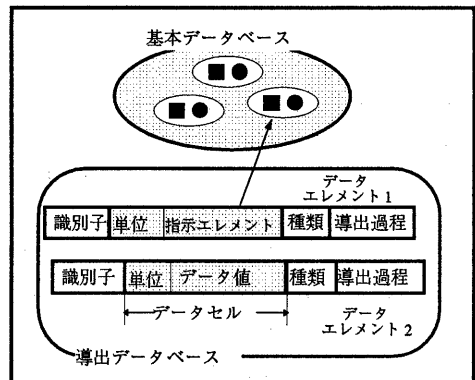 基本データベース
データ
エレメント1
識別子 単位 指示エレメント 種類 導出過程
識別子 単位 データ値 種類 導出過程
データセル
データ
エレメント2
導出データベース